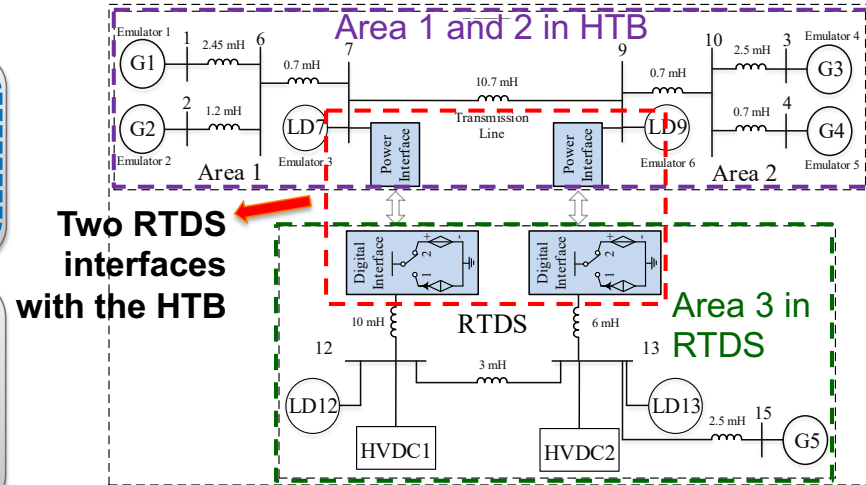 Area 1 and 2 in HTB
Emulator 1
1
2.45 mH
6
0.7 mH
7
10.7 mH
Transmission
Line
9
0.7 mH
10
2.5 mH
3
Emulator 4
G1
G3
2
1.2 mH
0.7 mH
4
G2
G4
Emulator 2
LD7
Emulator 3
Power
Interface
Power
Interface
LD9
Emulator 6
Emulator 5
Area 1
Area 2
Two RTDS
interfaces
with the HTB
Digital
Interface
1
2
+
-
Digital
Interface
1
2
+
-
10 mH
RTDS
6 mH
Area 3 in
RTDS
12
3 mH
13
LD12
LD13
HVDC1
HVDC2
2.5 mH
15
G5